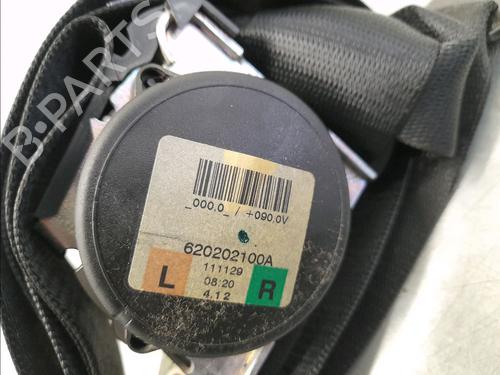 B-PARTS
_000,0_ / +090,0V
620202100A
111129
08:20
4.12
L
R